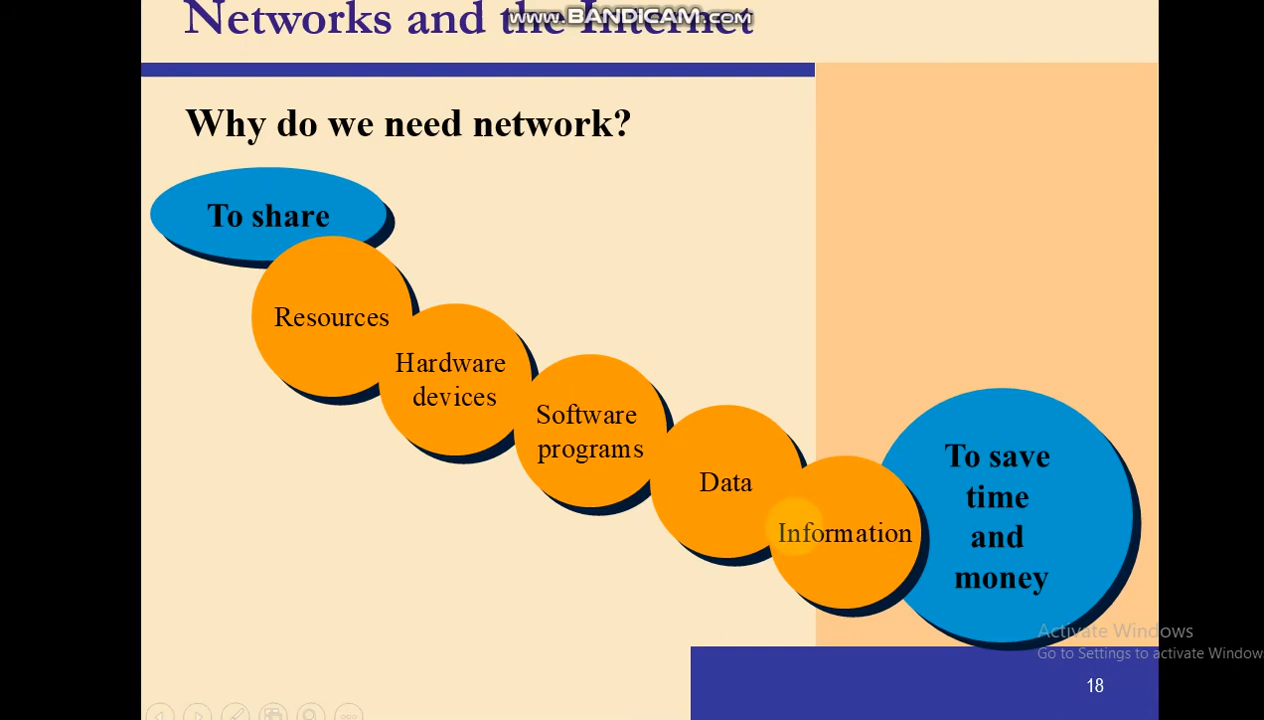 Networks and the Internet
www.BANDICAM.com
Why do we need network?
To share
Resources
Hardware
devices
Software
programs
Data
Information
To save
time
and
money
Activate Windows
Go to Settings to activate Windows
18